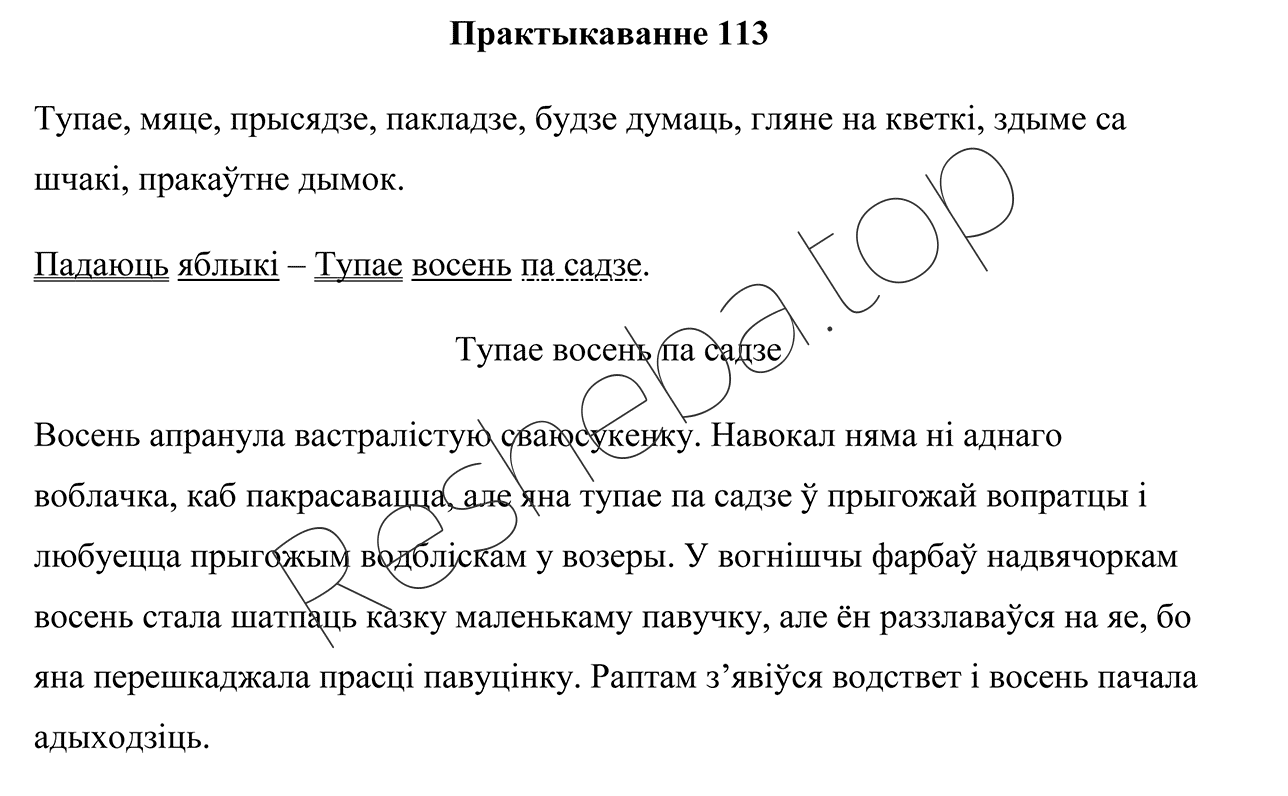 Практыкаванне 113
Тупае, мяце, прысядзе, пакладзе, будзе думаць, гляне на кветкі, здыме са
шчакі, пракаўтне дымок.
Падаюць яблыкі – Тупае восень па садзе.
Тупае восень па садзе
Восень апранула вастралістую сваюсукенку. Навокал няма ні аднаго
воблачка, каб пакрасавацца, але яна тупае па садзе ў прыгожай вопратцы і
любуецца прыгожым водбліскам у возеры. У вогнішчы фарбаў надвячоркам
восень стала шатпаць казку маленькаму павучку, але ён раззлаваўся на яе, бо
яна перешкаджала прасці павуцінку. Раптам з’явіўся водствет і восень пачала
адыходзіць.
Resheba.top